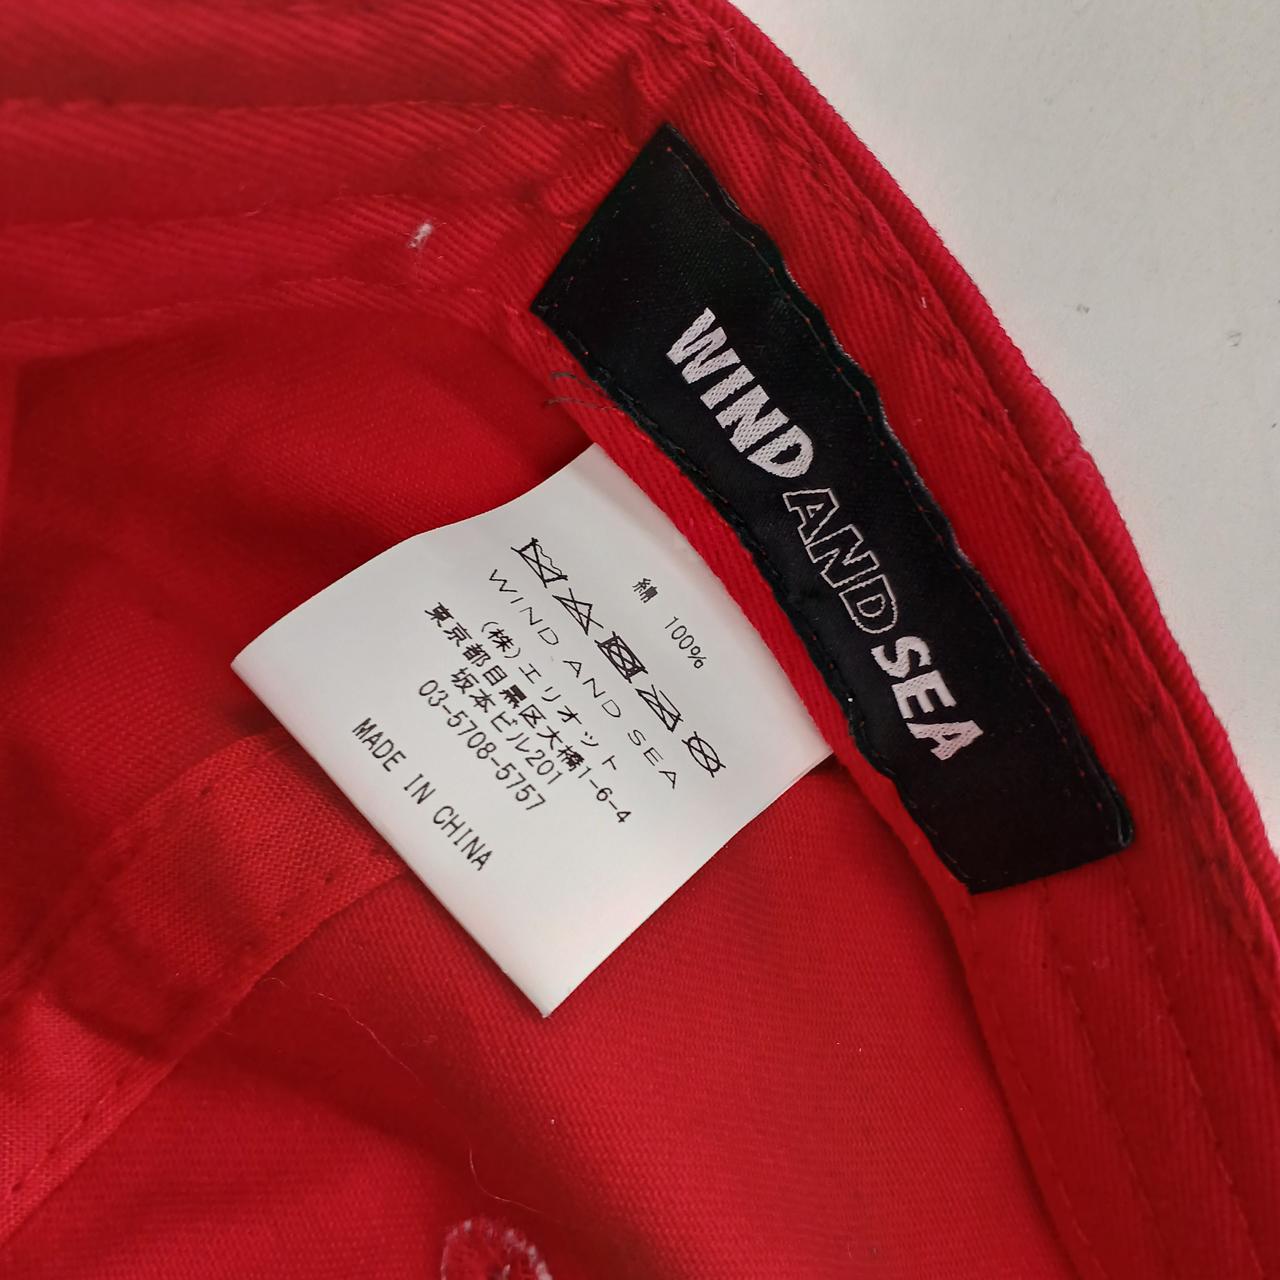 WIND AND SEA
綿 100%
WIND AND SEA
(株)エリオット
東京都目黒区大橋1-6-4
坂本ビル201
03-5708-5757
MADE IN CHINA